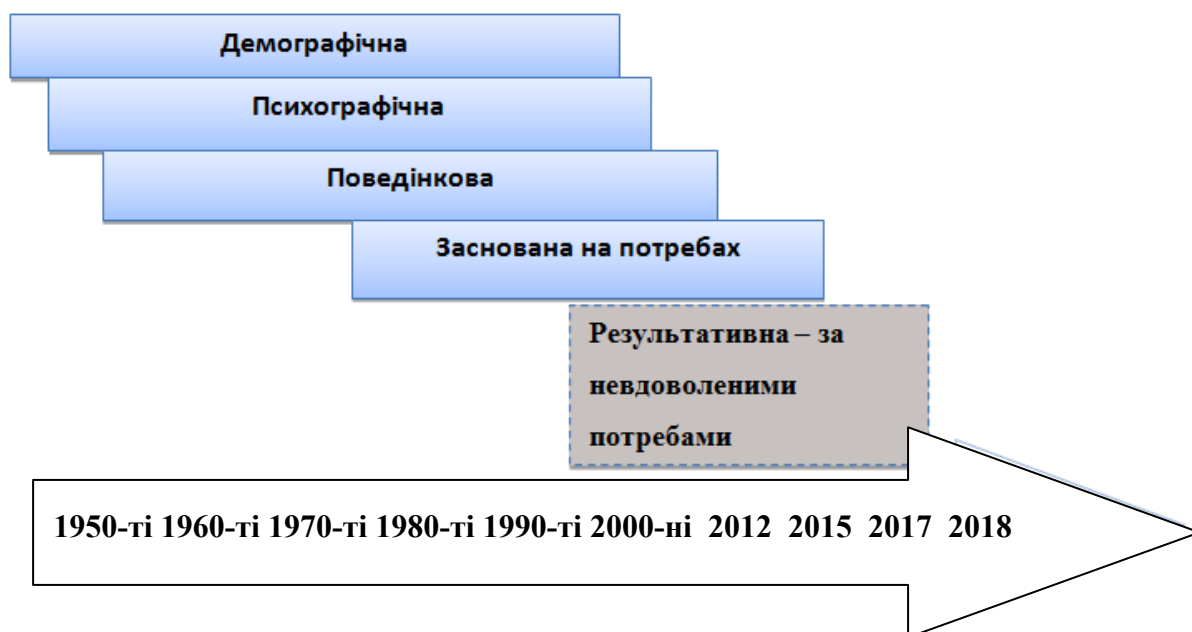 Демографічна
Психографічна
Поведінкова
Заснована на потребах
Результативна – за
невдоволеними
потребами
1950-ті 1960-ті 1970-ті 1980-ті 1990-ті 2000-ні 2012 2015 2017 2018